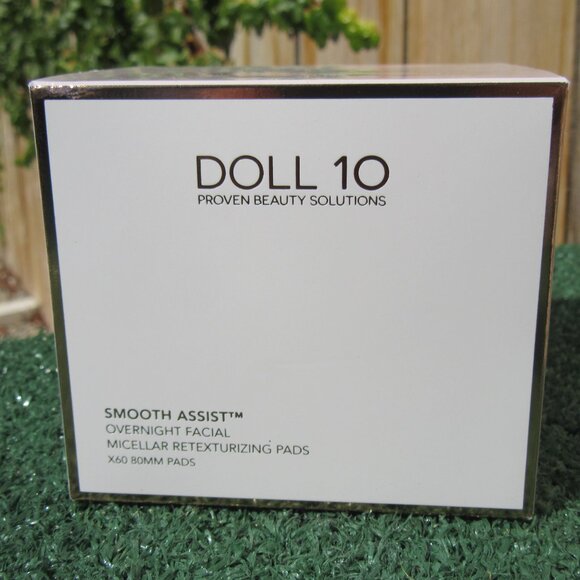 DOLL 10
PROVEN BEAUTY SOLUTIONS
SMOOTH ASSIST™
OVERNIGHT FACIAL
MICELLAR RETEXTURIZING PADS
X60 80MM PADS